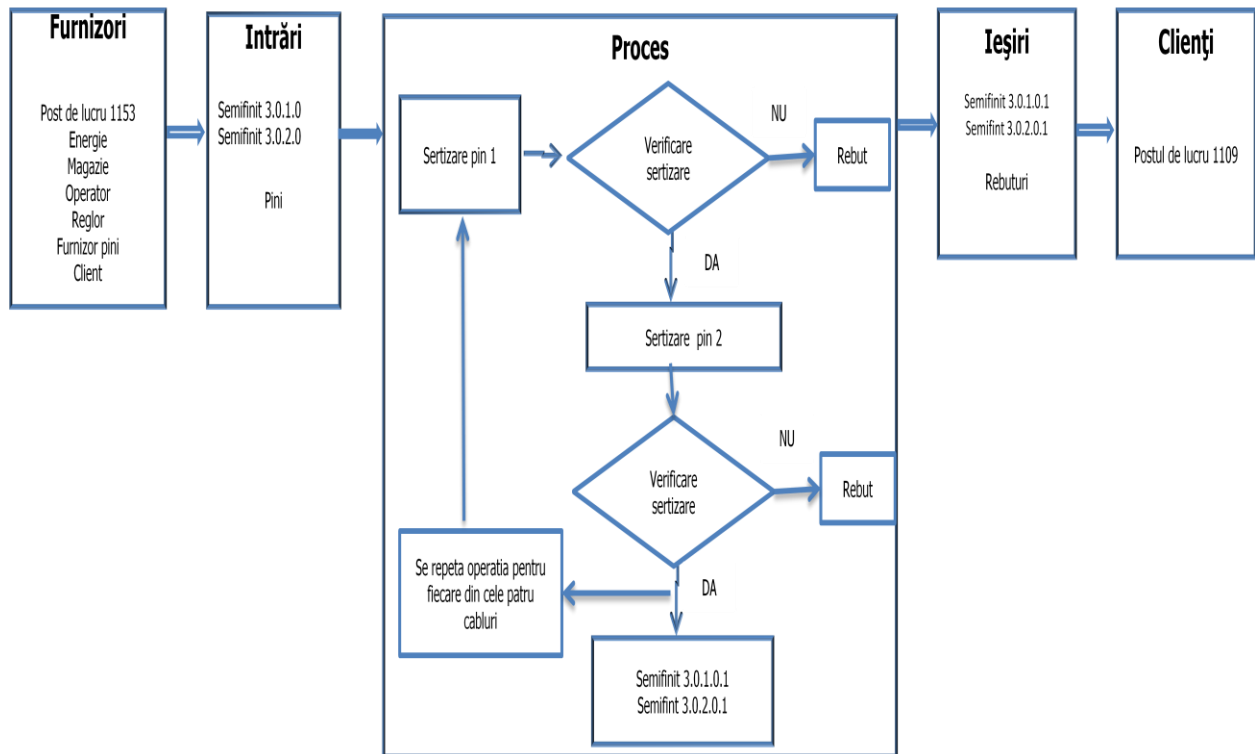 Furnizori
Post de lucru 1153
Energie
Magazie
Operator
Reglor
Furnizor pini
Client
Intrări
Semifinit 3.0.1.0
Semifinit 3.0.2.0
Pini
Proces
Sertizare pin 1
Verificare
sertizare
NU
Rebut
DA
Sertizare pin 2
Verificare
sertizare
NU
Rebut
DA
Se repeta operatia pentru
fiecare din cele patru
cabluri
Semifinit 3.0.1.0.1
Semifint 3.0.2.0.1
Ieşiri
Semifinit 3.0.1.0.1
Semifint 3.0.2.0.1
Rebuturi
Clienţi
Postul de lucru 1109